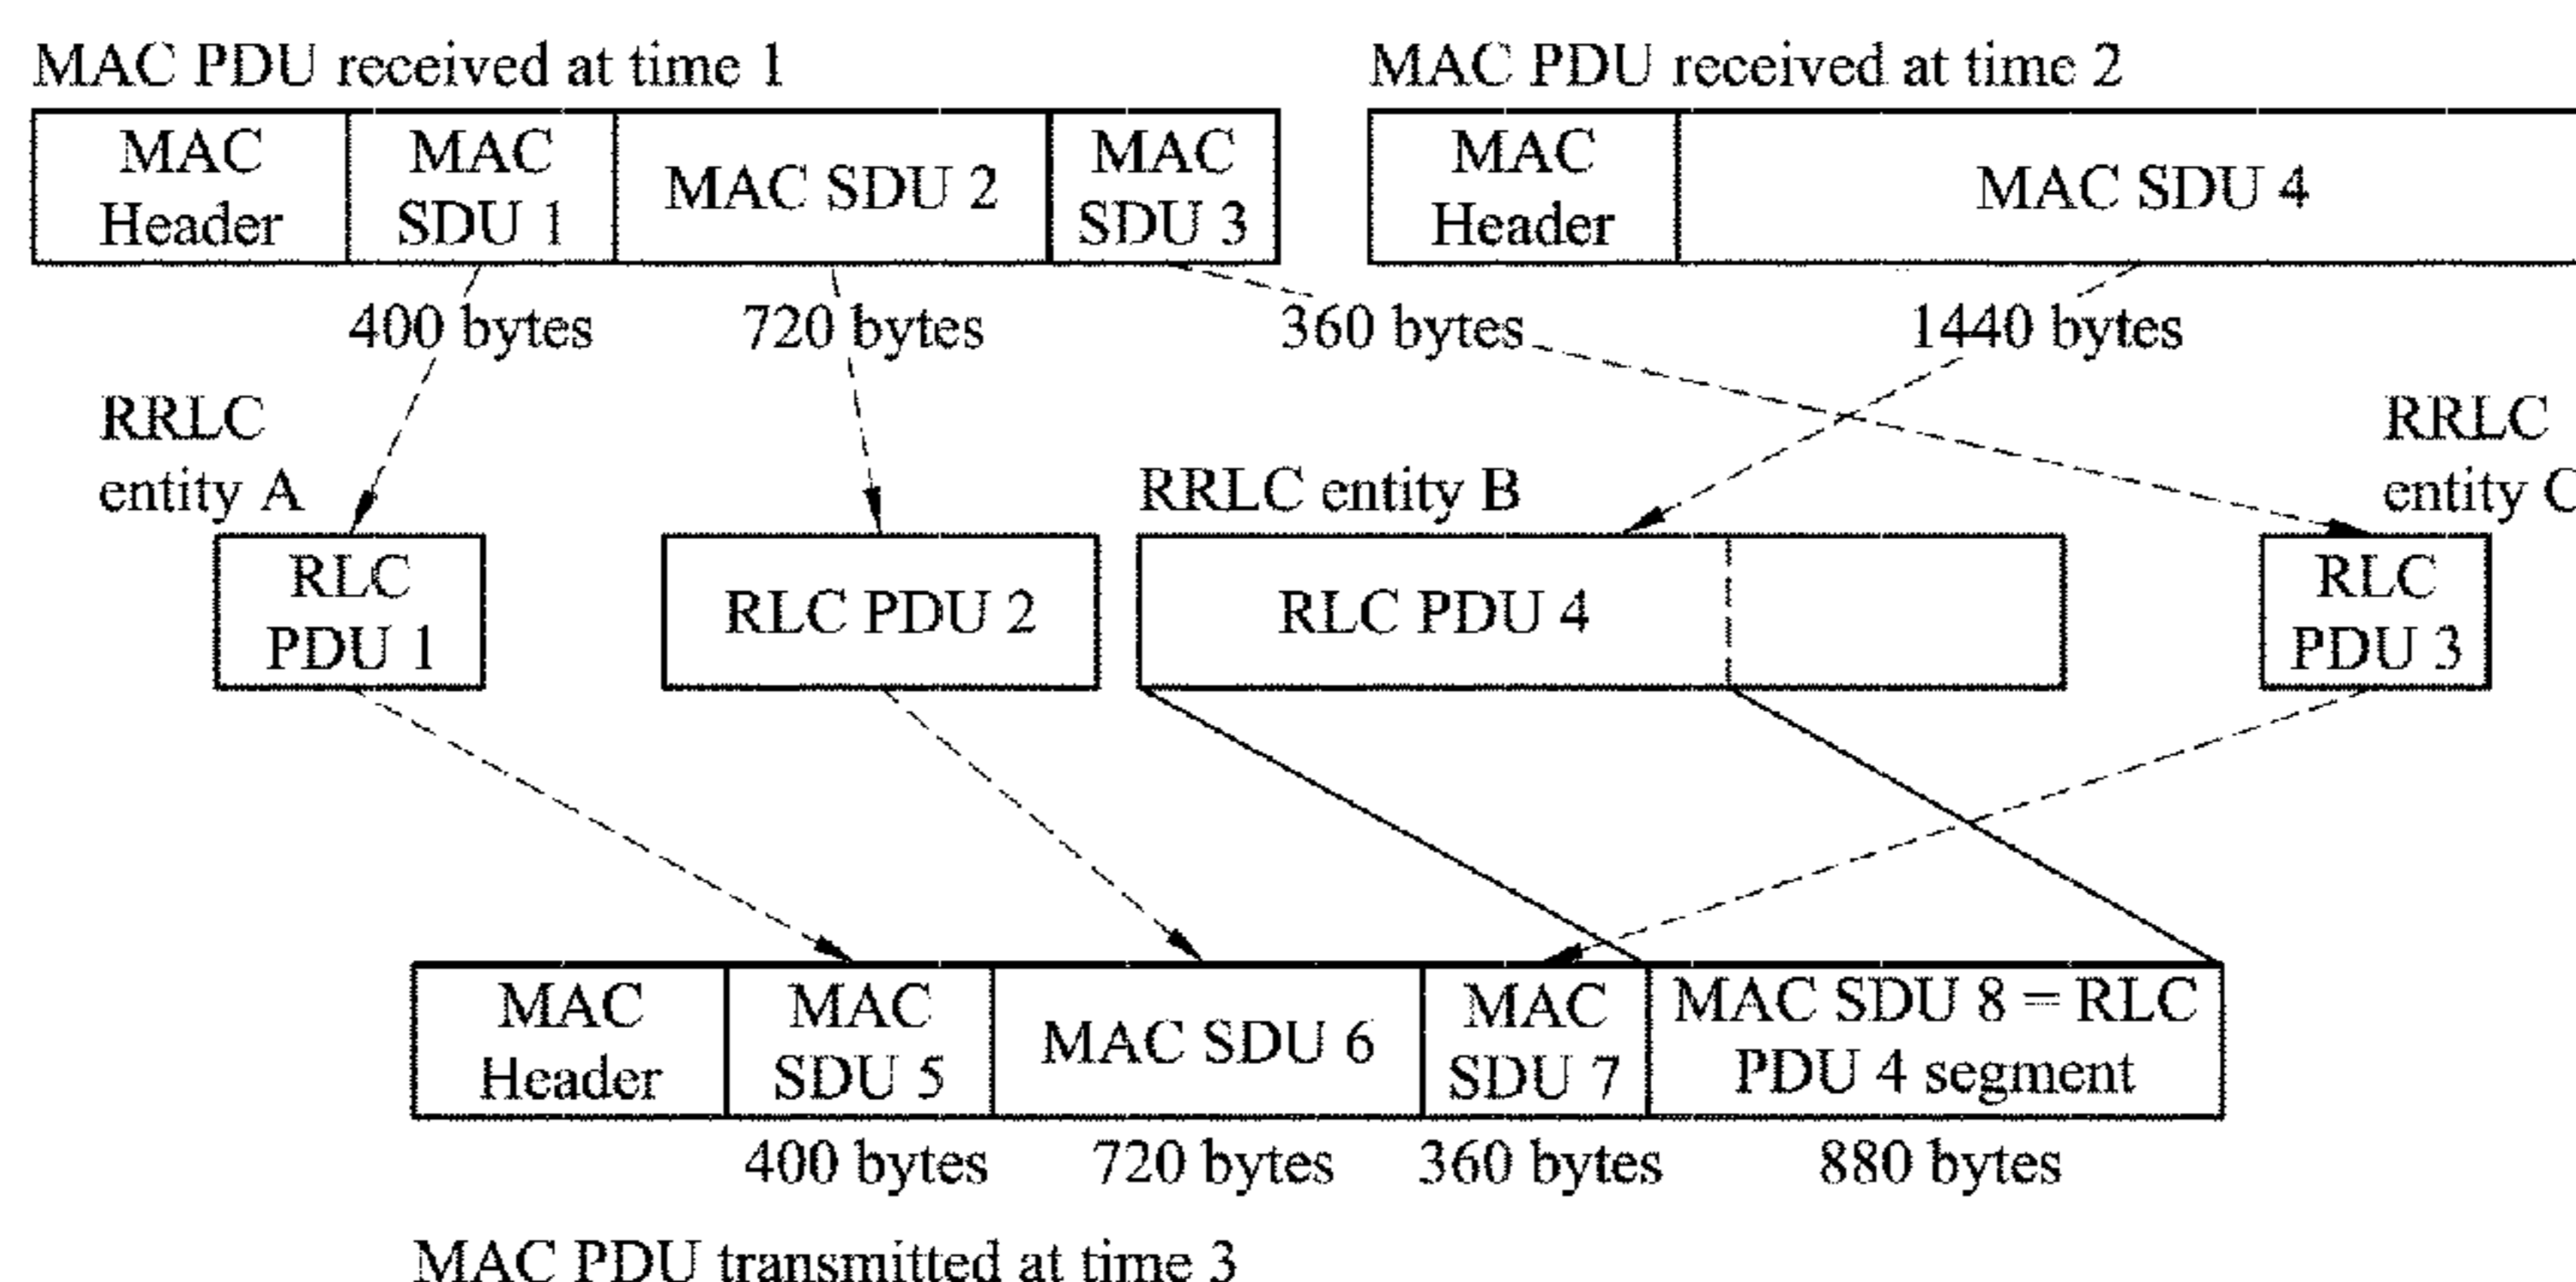 MAC PDU received at time 1
MAC PDU received at time 2
MAC
Header
MAC
SDU 1
MAC SDU 2
MAC
SDU 3
MAC
Header
MAC SDU 4
400 bytes
720 bytes
360 bytes
1440 bytes
RRLC
entity A
RRLC entity B
RRLC
entity C
RLC
PDU 1
RLC PDU 2
RLC PDU 4
RLC
PDU 3
MAC
Header
MAC
SDU 5
MAC SDU 6
MAC
SDU 7
MAC SDU 8 = RLC
PDU 4 segment
400 bytes
720 bytes
360 bytes
880 bytes
MAC PDU transmitted at time 3